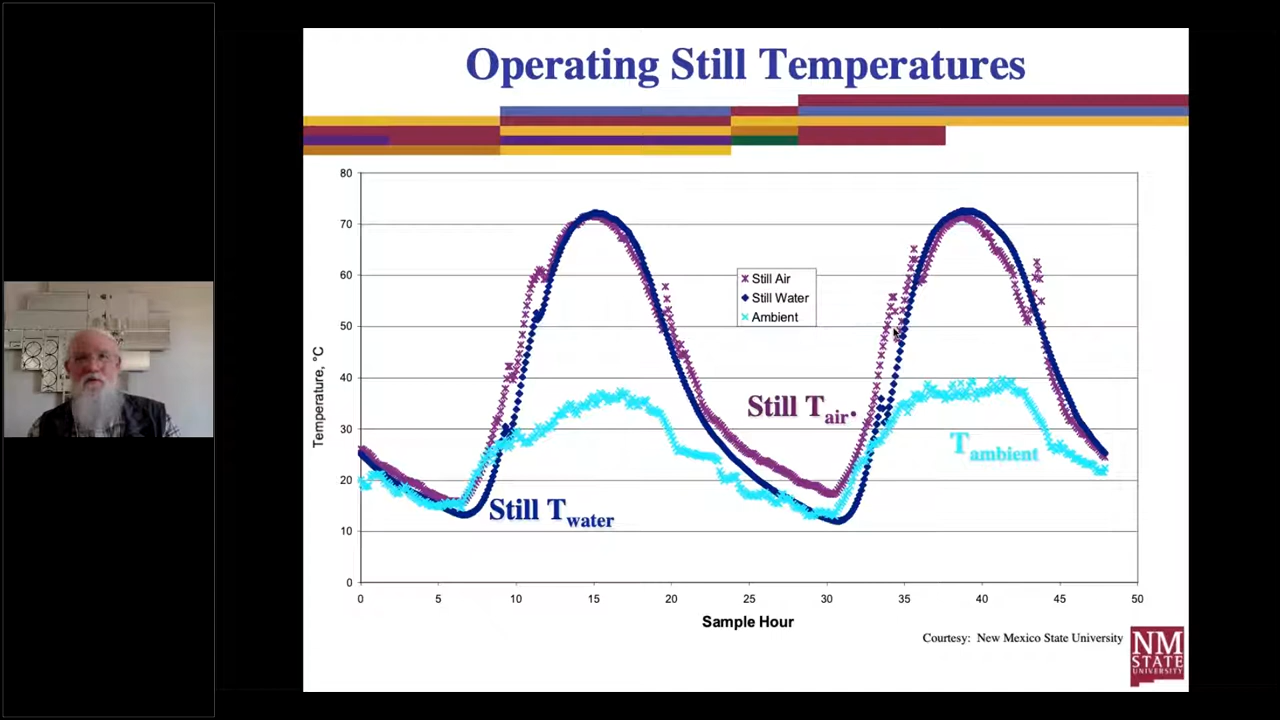 Operating Still Temperatures
80
70
60
50
40
30
20
10
0
Temperature, °C
Still Air
Still Water
Ambient
Still Tair.
Tambient
Still Twater
0 5 10 15 20 25 30 35 40 45 50
Sample Hour
Courtesy: New Mexico State University
NM
STATE
UNIVERSITY